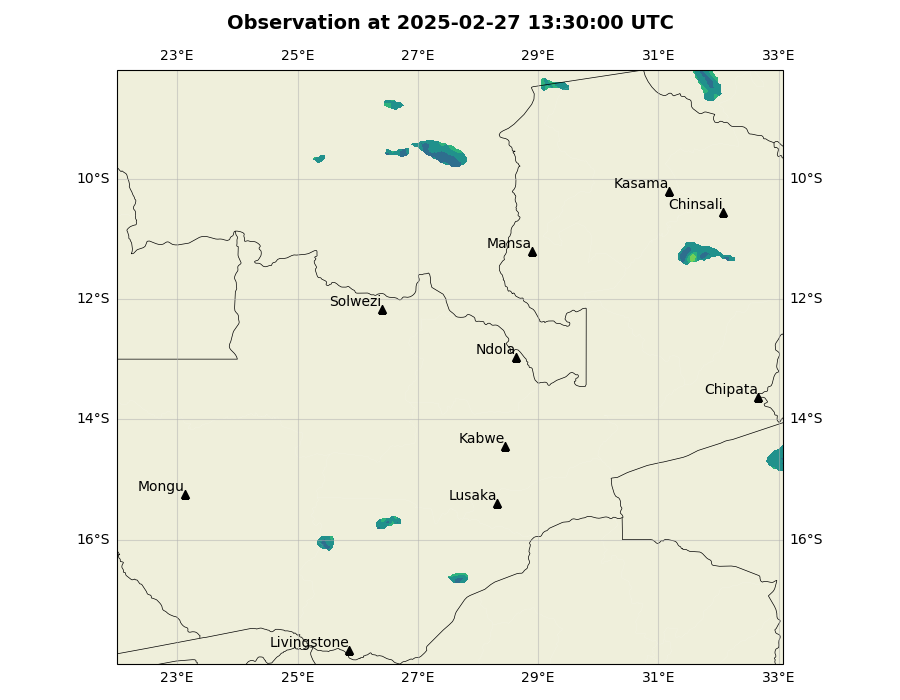 Observation at 2025-02-27 13:30:00 UTC
23°E 25°E 27°E 29°E 31°E 33°E
10°S 10°S
Kasama
Chinsali
Mansa
12°S 12°S
Solwezi
Ndola
Chipata
14°S 14°S
Kabwe
Mongu
Lusaka
16°S 16°S
Livingstone
23°E 25°E 27°E 29°E 31°E 33°E